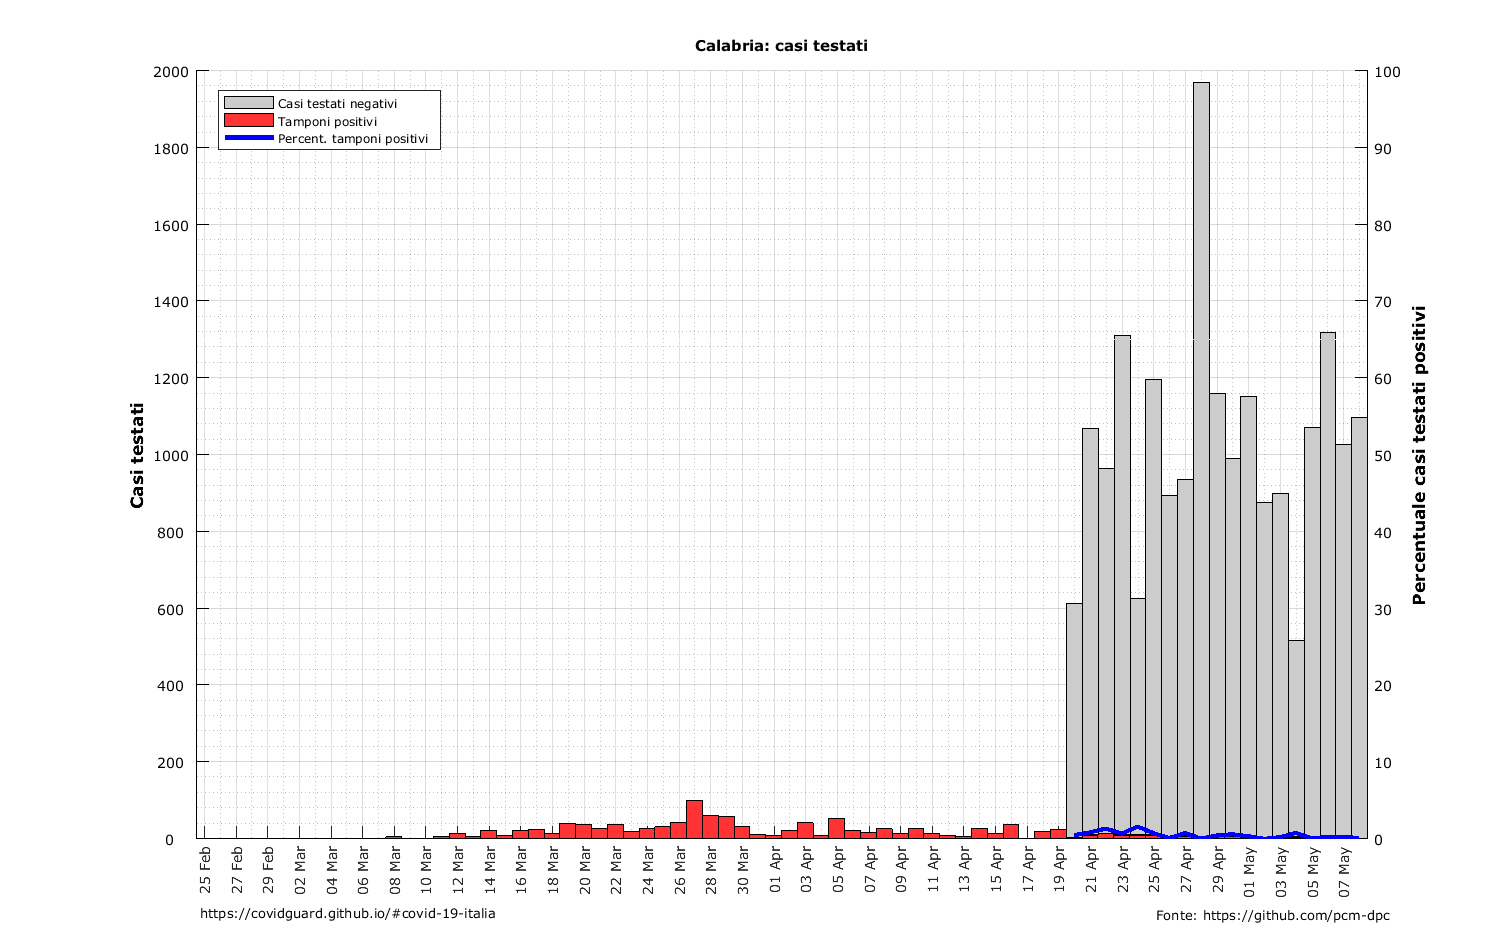 Calabria: casi testati
Casi testati negativi
Tamponi positivi
Percent. tamponi positivi
Casi testati
2000
1800
1600
1400
1200
1000
800
600
400
200
0
100
90
80
70
60
50
40
30
20
10
0
Percentuale casi testati positivi
25 Feb
27 Feb
29 Feb
02 Mar
04 Mar
06 Mar
08 Mar
10 Mar
12 Mar
14 Mar
16 Mar
18 Mar
20 Mar
22 Mar
24 Mar
26 Mar
28 Mar
30 Mar
01 Apr
03 Apr
05 Apr
07 Apr
09 Apr
11 Apr
13 Apr
15 Apr
17 Apr
19 Apr
21 Apr
23 Apr
25 Apr
27 Apr
29 Apr
01 May
03 May
05 May
07 May
https://covidguard.github.io/#covid-19-italia
Fonte: https://github.com/pcm-dpc